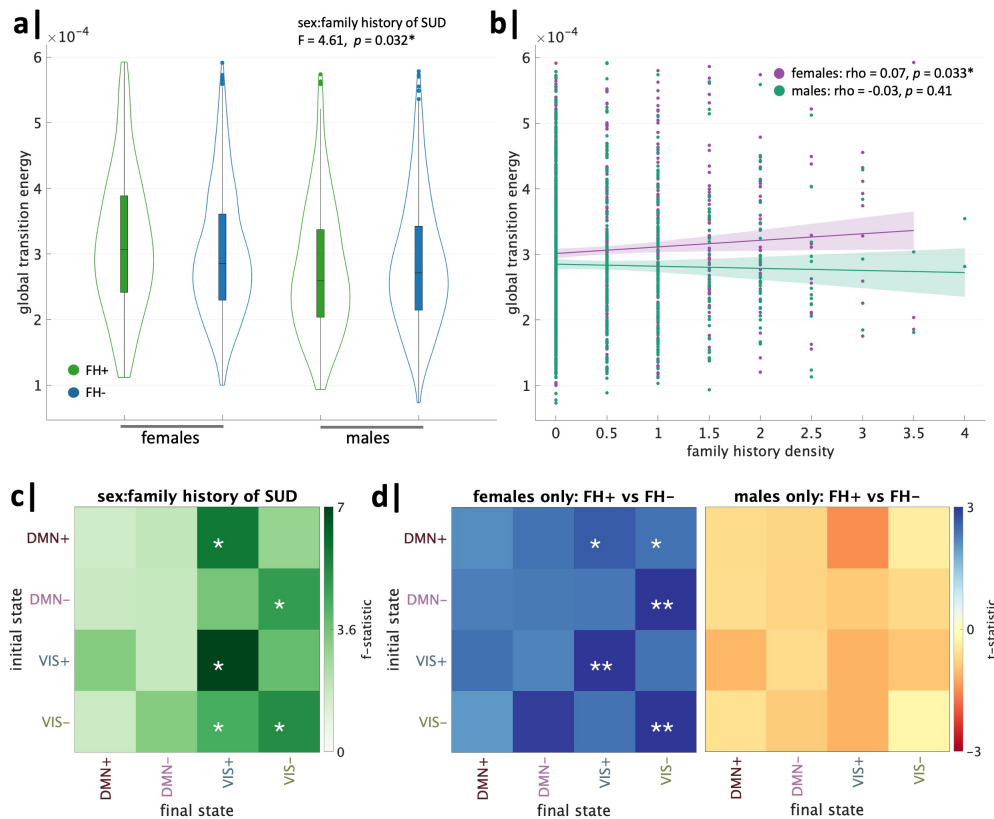 a|
×10⁻⁴
sex:family history of SUD
F = 4.61, p = 0.032*
global transition energy
6
5
4
3
2
1
FH+
FH-
females
males
b|
×10⁻⁴
females: rho = 0.07, p = 0.033*
males: rho = -0.03, p = 0.41
global transition energy
6
5
4
3
2
1
0
0.5
1
1.5
2
2.5
3
3.5
4
family history density
c|
sex:family history of SUD
initial state
DMN+
DMN−
VIS+
VIS−
*
*
*
* *
DMN+
DMN−
VIS+
VIS−
final state
7
3.6
0
f-statistic
d|
females only: FH+ vs FH−
initial state
DMN+
DMN−
VIS+
VIS−
* *
**
**
**
DMN+
DMN−
VIS+
VIS−
final state
males only: FH+ vs FH−
DMN+
DMN−
VIS+
VIS−
final state
3
0
−3
t-statistic